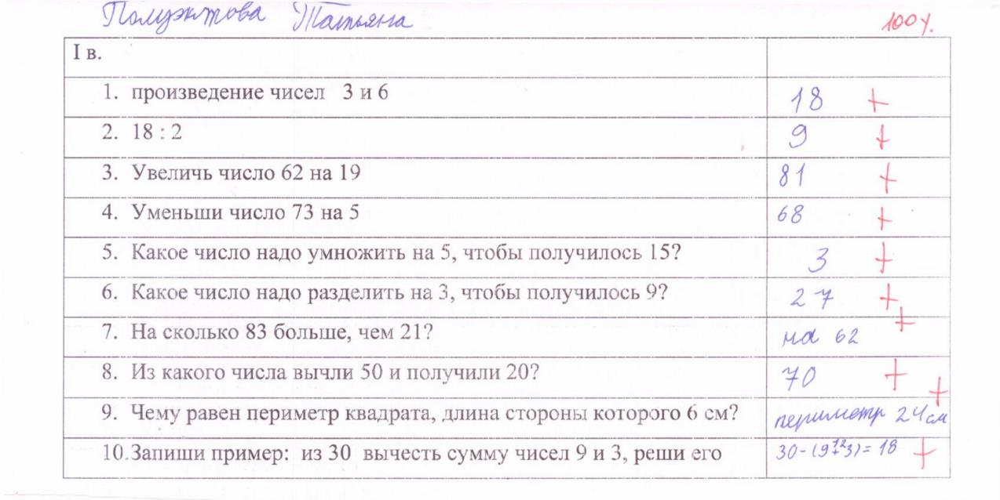 Полуэктова Татьяна 100%
I в.
1. произведение чисел 3 и 6 18 +
2. 18 : 2 9 +
3. Увеличь число 62 на 19 81 +
4. Уменьши число 73 на 5 68 +
5. Какое число надо умножить на 5, чтобы получилось 15? 3 +
6. Какое число надо разделить на 3, чтобы получилось 9? 27 +
7. На сколько 83 больше, чем 21? на 62 +
8. Из какого числа вычли 50 и получили 20? 70 +
9. Чему равен периметр квадрата, длина стороны которого 6 см? периметр 24 см +
10.Запиши пример: из 30 вычесть сумму чисел 9 и 3, реши его 30-(9+3)=18 12 +